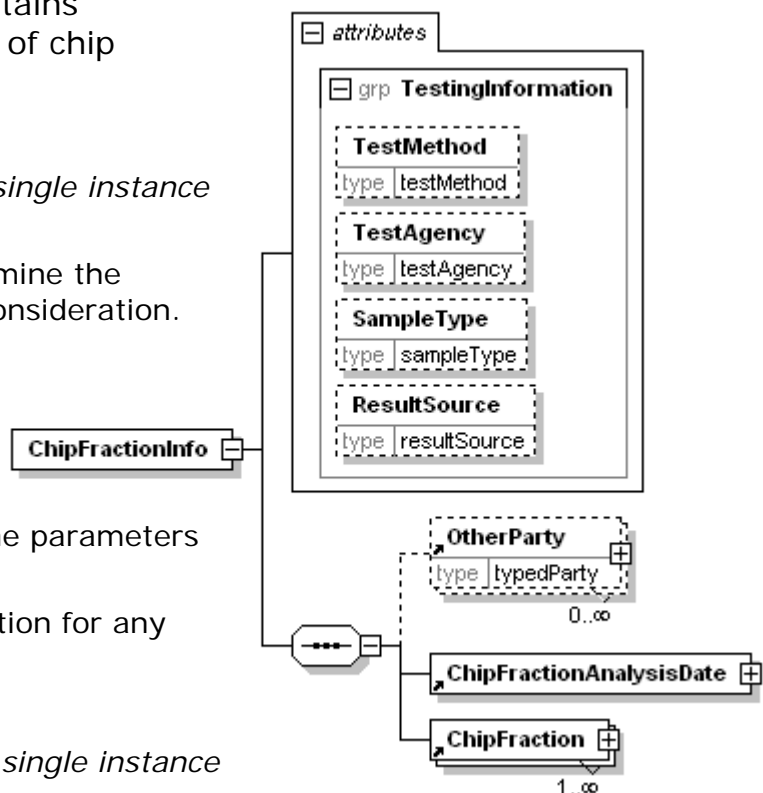 tains
of chip
single instance
mine the
onsideration.
ne parameters
tion for any
single instance
attributes
grp TestingInformation
TestMethod
type testMethod
TestAgency
type testAgency
SampleType
type sampleType
ResultSource
type resultSource
ChipFractionInfo
OtherParty
type typedParty
0..∞
ChipFractionAnalysisDate
ChipFraction
1..∞